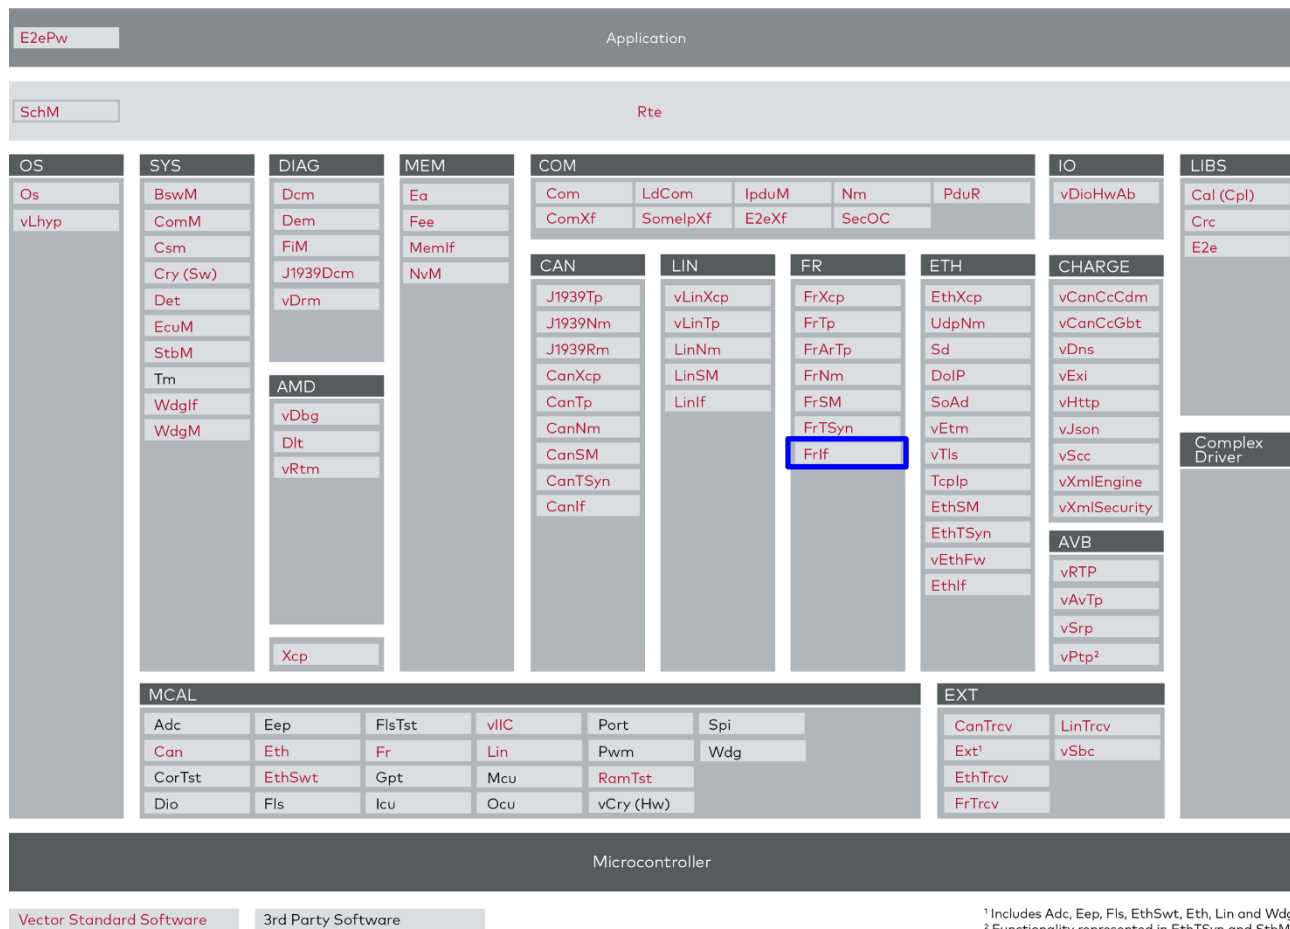 E2ePw
Application
SchM
Rte
OS
Os
vLhyp
SYS
BswM
ComM
Csm
Cry (Sw)
Det
EcuM
StbM
Tm
WdgIf
WdgM
DIAG
Dcm
Dem
FiM
J1939Dcm
vDrm
AMD
vDbg
Dlt
vRtm
Xcp
MEM
Ea
Fee
MemIf
NvM
COM
Com
LdCom
IpduM
Nm
PduR
ComXf
SomeIpXf
E2eXf
SecOC
CAN
J1939Tp
J1939Nm
J1939Rm
CanXcp
CanTp
CanNm
CanSM
CanTSyn
CanIf
LIN
vLinXcp
vLinTp
LinNm
LinSM
LinIf
FR
FrXcp
FrTp
FrArTp
FrNm
FrSM
FrTSyn
FrIf
ETH
EthXcp
UdpNm
Sd
DoIP
SoAd
vEtm
vTls
TcpIp
EthSM
EthTSyn
vEthFw
EthIf
IO
vDioHwAb
CHARGE
vCanCcCdm
vCanCcGbt
vDns
vExi
vHttp
vJson
vScc
vXmlEngine
vXmlSecurity
AVB
vRTP
vAvTp
vSrp
vPtp²
LIBS
Cal (Cpl)
Crc
E2e
Complex
Driver
MCAL
Adc
Eep
FlsTst
vIIC
Port
Spi
Can
Eth
Fr
Lin
Pwm
Wdg
CorTst
EthSwt
Gpt
Mcu
RamTst
Dio
Fls
Icu
Ocu
vCry (Hw)
EXT
CanTrcv
LinTrcv
Ext¹
vSbc
EthTrcv
FrTrcv
Microcontroller
Vector Standard Software
3rd Party Software
¹ Includes Adc, Eep, Fls, EthSwt, Eth, Lin and Wdg
² Functionality represented in EthTSyn and StbM